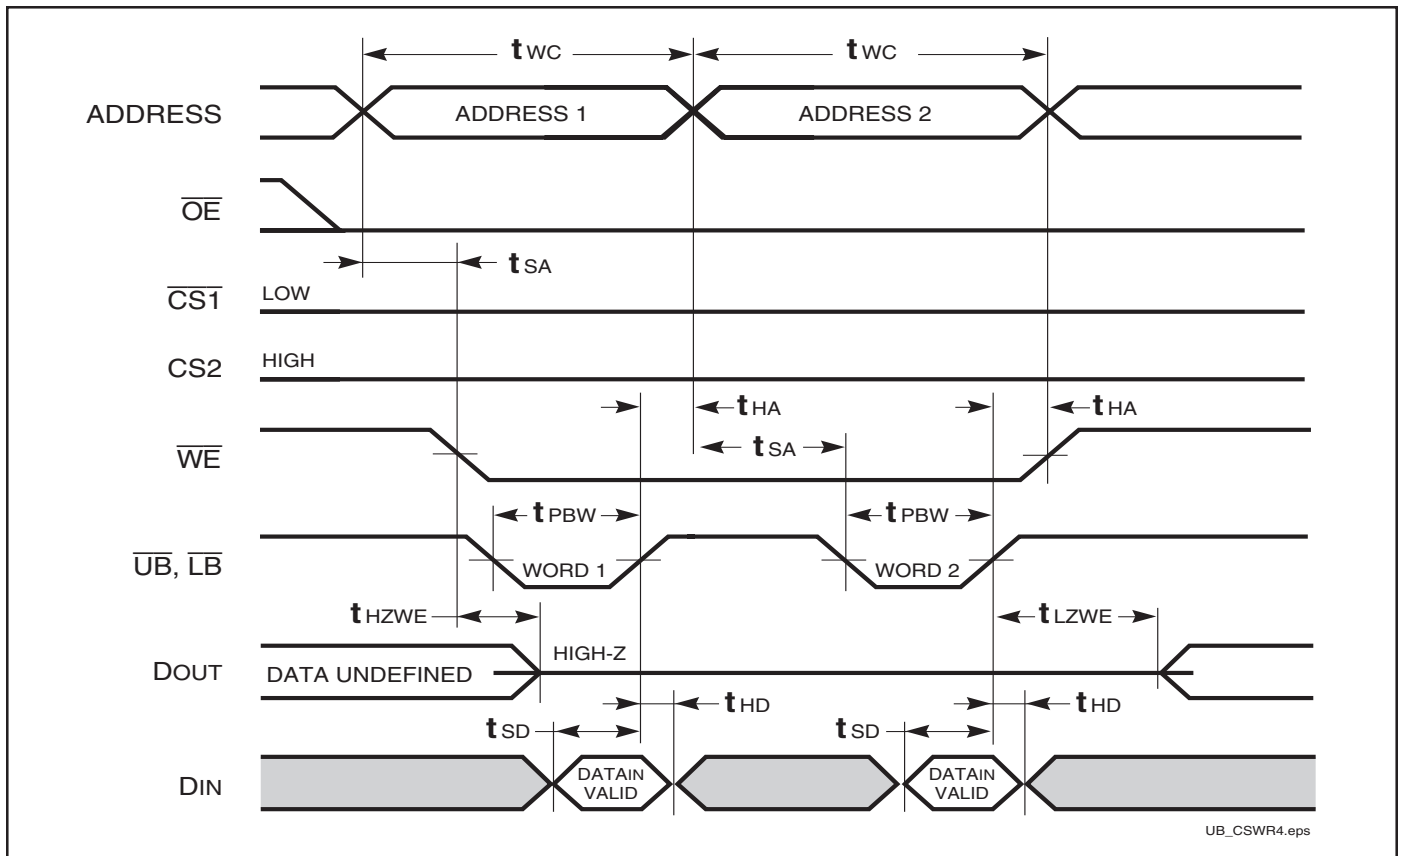 tWC tWC
ADDRESS ADDRESS 1 ADDRESS 2
OE
tSA
CS1 LOW
CS2 HIGH
tHA tHA
WE tSA
tPBW tPBW
UB, LB WORD 1 WORD 2
tHZWE tLZWE
DOUT DATA UNDEFINED HIGH-Z
tSD tHD tSD tHD
DIN DATAIN VALID DATAIN VALID
UB_CSWR4.eps